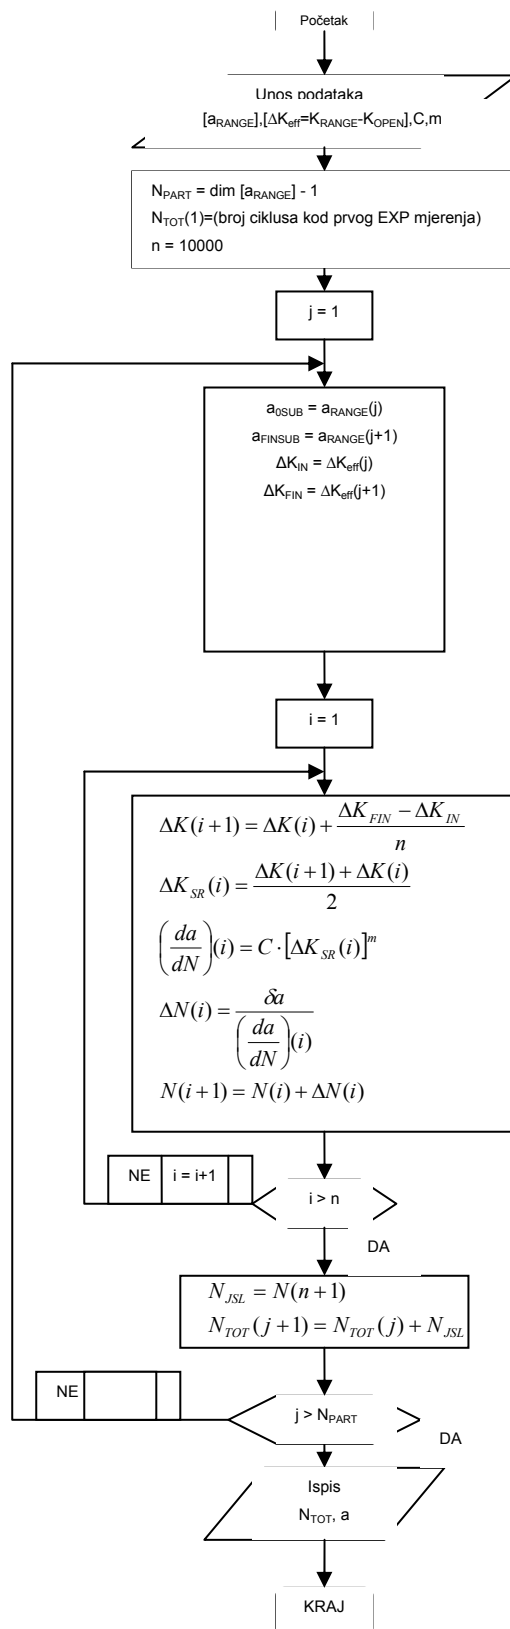 Početak
Unos podataka
[a_RANGE],[ΔK_eff=K_RANGE-K_OPEN],C,m
N_PART = dim [a_RANGE] - 1
N_TOT(1)=(broj ciklusa kod prvog EXP mjerenja)
n = 10000
j = 1
a_0SUB = a_RANGE(j)
a_FINSUB = a_RANGE(j+1)
ΔK_IN = ΔK_eff(j)
ΔK_FIN = ΔK_eff(j+1)
i = 1
ΔK(i+1) = ΔK(i) + (ΔK_FIN − ΔK_IN)/n
ΔK_SR(i) = (ΔK(i+1) + ΔK(i))/2
(da/dN)(i) = C·[ΔK_SR(i)]^m
ΔN(i) = δa/((da/dN)(i))
N(i+1) = N(i) + ΔN(i)
NE i = i+1
i > n
DA
N_JSL = N(n+1)
N_TOT(j+1) = N_TOT(j) + N_JSL
NE
j > N_PART
DA
Ispis
N_TOT, a
KRAJ